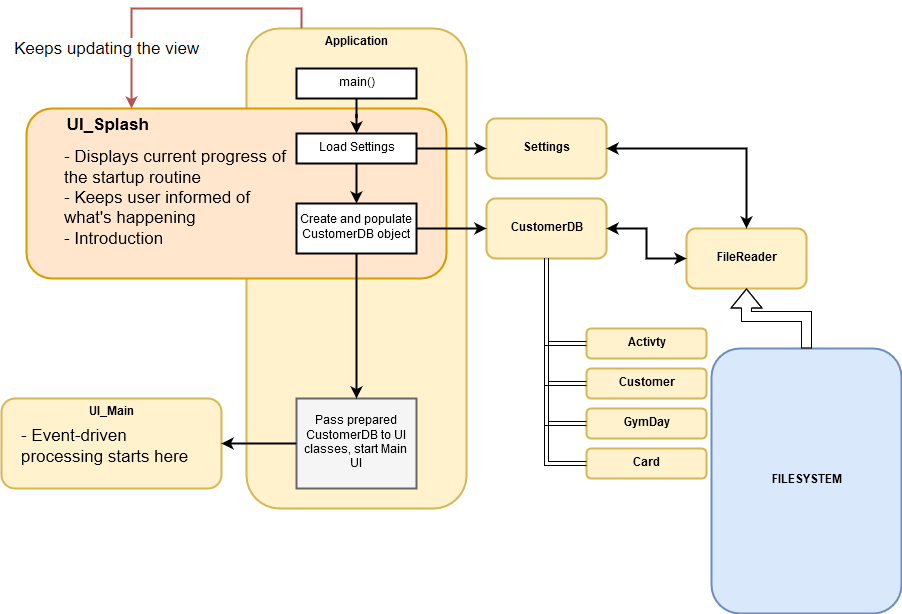 Keeps updating the view
Application
main()
UI_Splash
- Displays current progress of
the startup routine
- Keeps user informed of
what's happening
- Introduction
Load Settings
Create and populate
CustomerDB object
Settings
CustomerDB
FileReader
Activty
Customer
GymDay
Card
FILESYSTEM
UI_Main
- Event-driven
processing starts here
Pass prepared
CustomerDB to UI
classes, start Main
UI